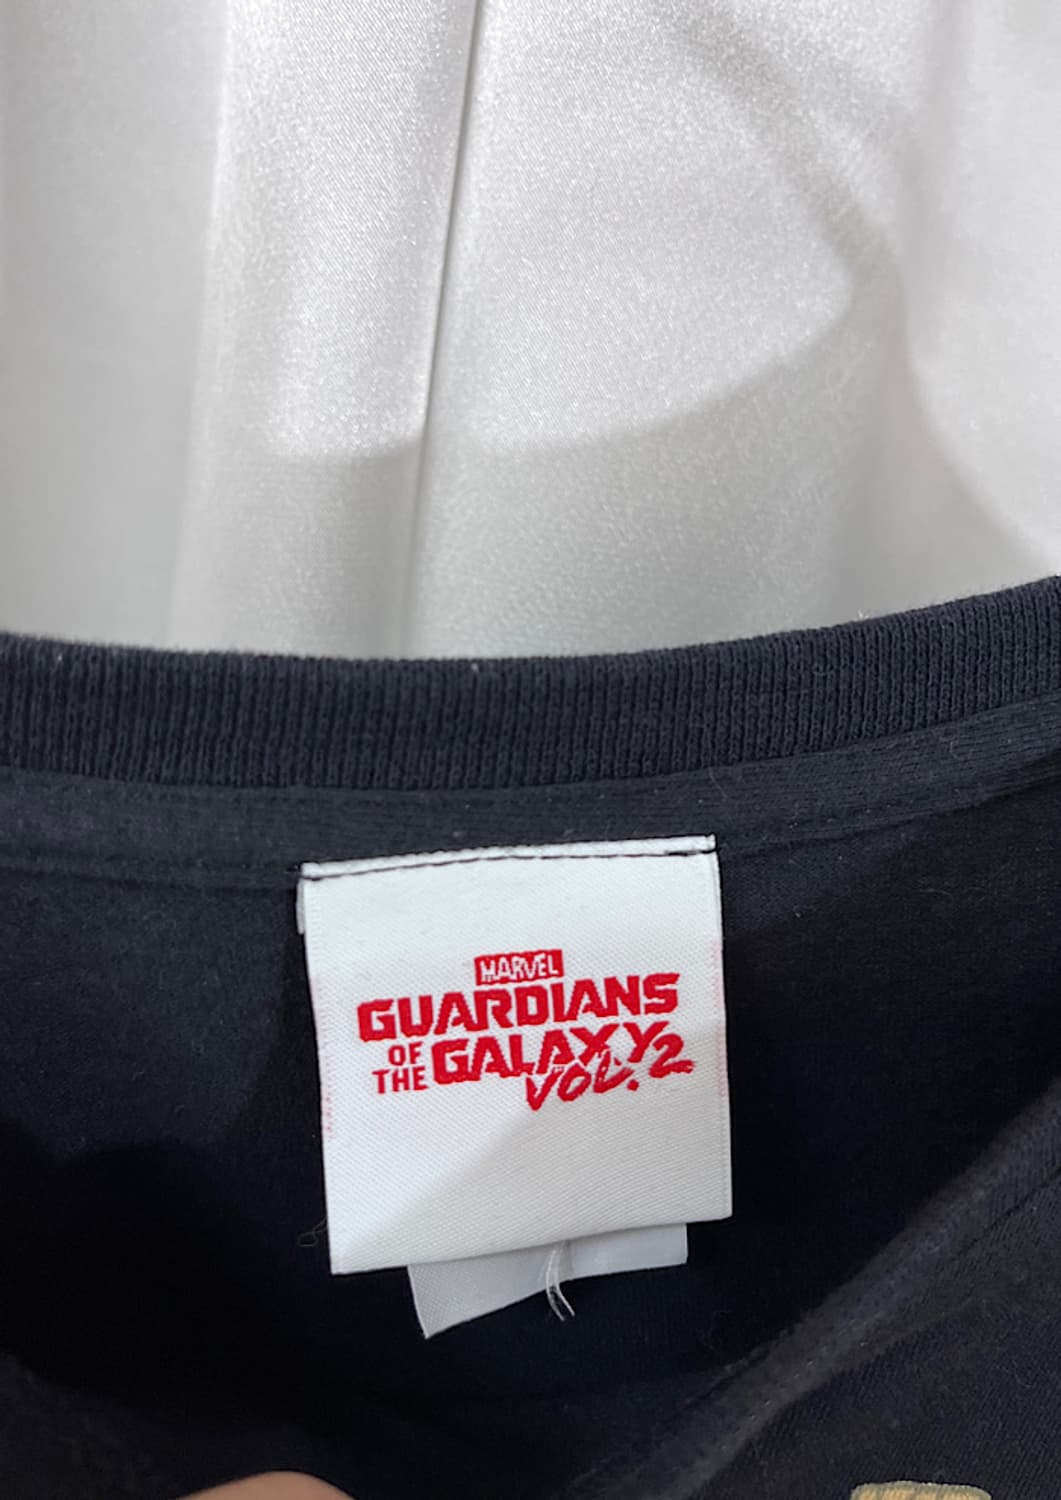 MARVEL
GUARDIANS
OF THE GALAXY
VOL. 2